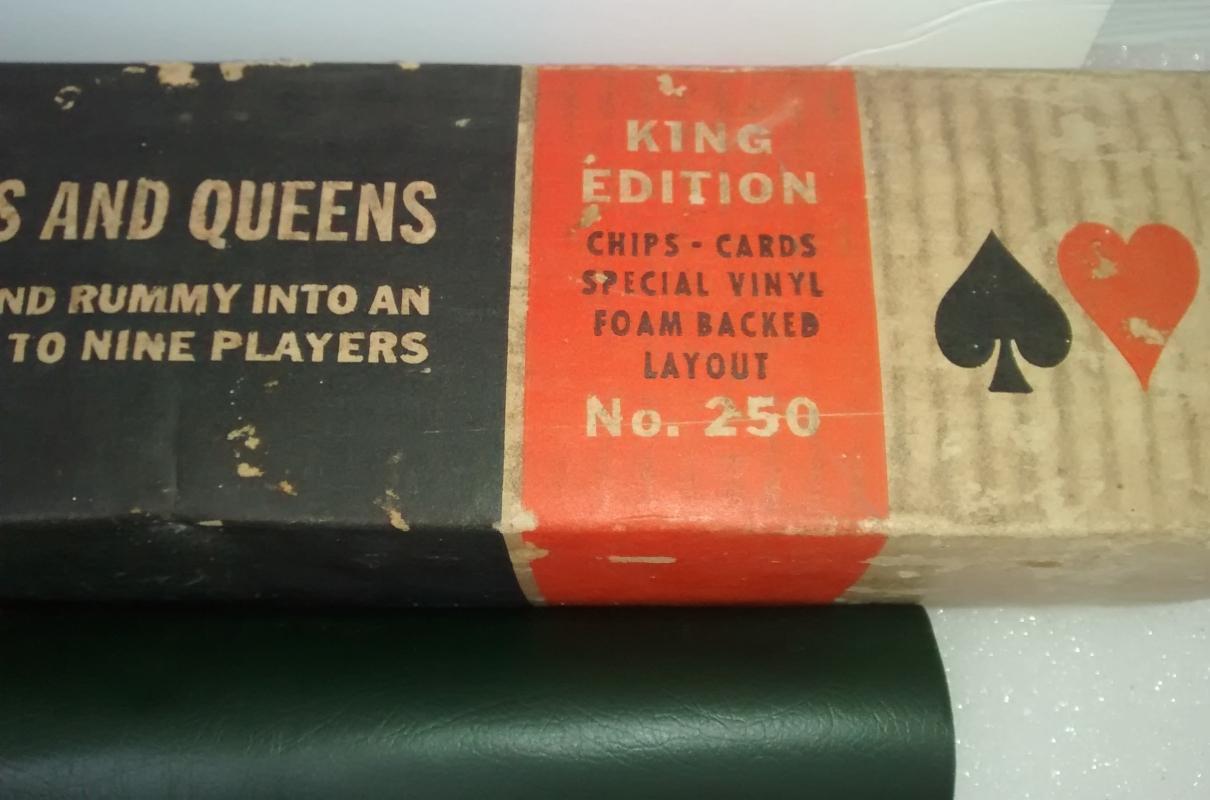 S AND QUEENS
ND RUMMY INTO AN
TO NINE PLAYERS
KING
EDITION
CHIPS - CARDS
SPECIAL VINYL
FOAM BACKED
LAYOUT
No. 250